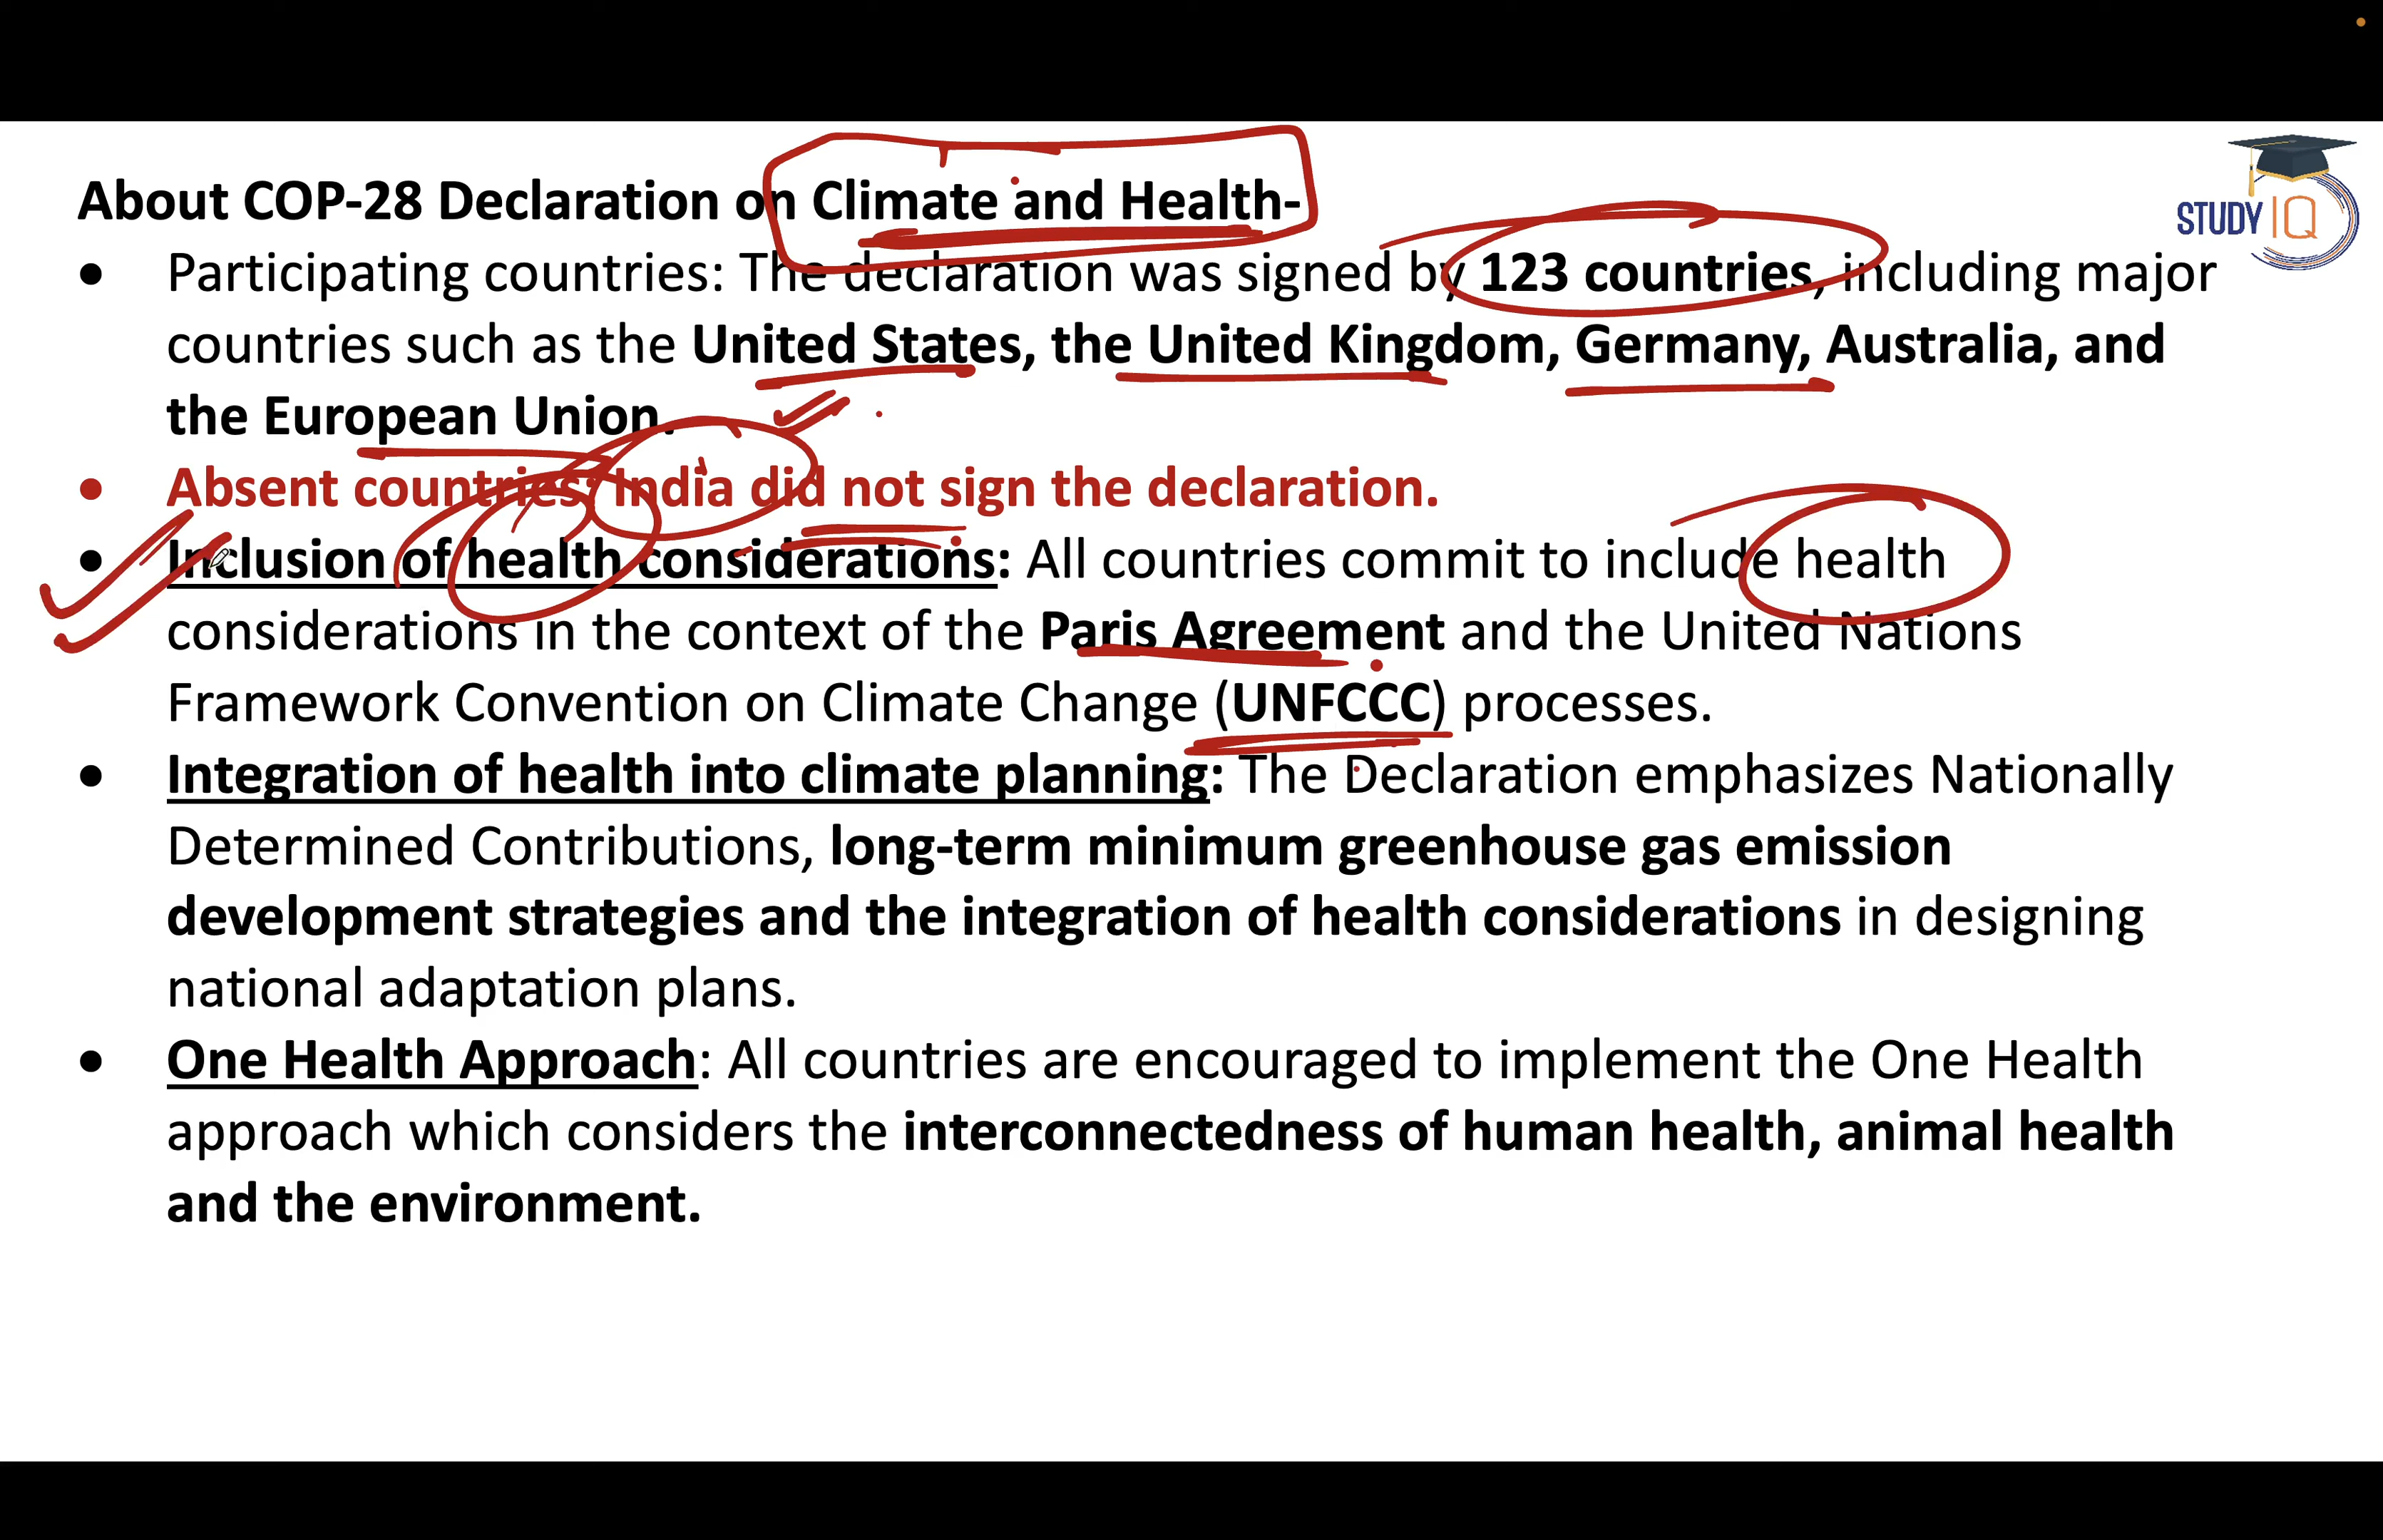 About COP-28 Declaration on Climate and Health-
STUDY IQ
• Participating countries: The declaration was signed by 123 countries, including major
countries such as the United States, the United Kingdom, Germany, Australia, and
the European Union.
• Absent countries: India did not sign the declaration.
• Inclusion of health considerations: All countries commit to include health
considerations in the context of the Paris Agreement and the United Nations
Framework Convention on Climate Change (UNFCCC) processes.
• Integration of health into climate planning: The Declaration emphasizes Nationally
Determined Contributions, long-term minimum greenhouse gas emission
development strategies and the integration of health considerations in designing
national adaptation plans.
• One Health Approach: All countries are encouraged to implement the One Health
approach which considers the interconnectedness of human health, animal health
and the environment.